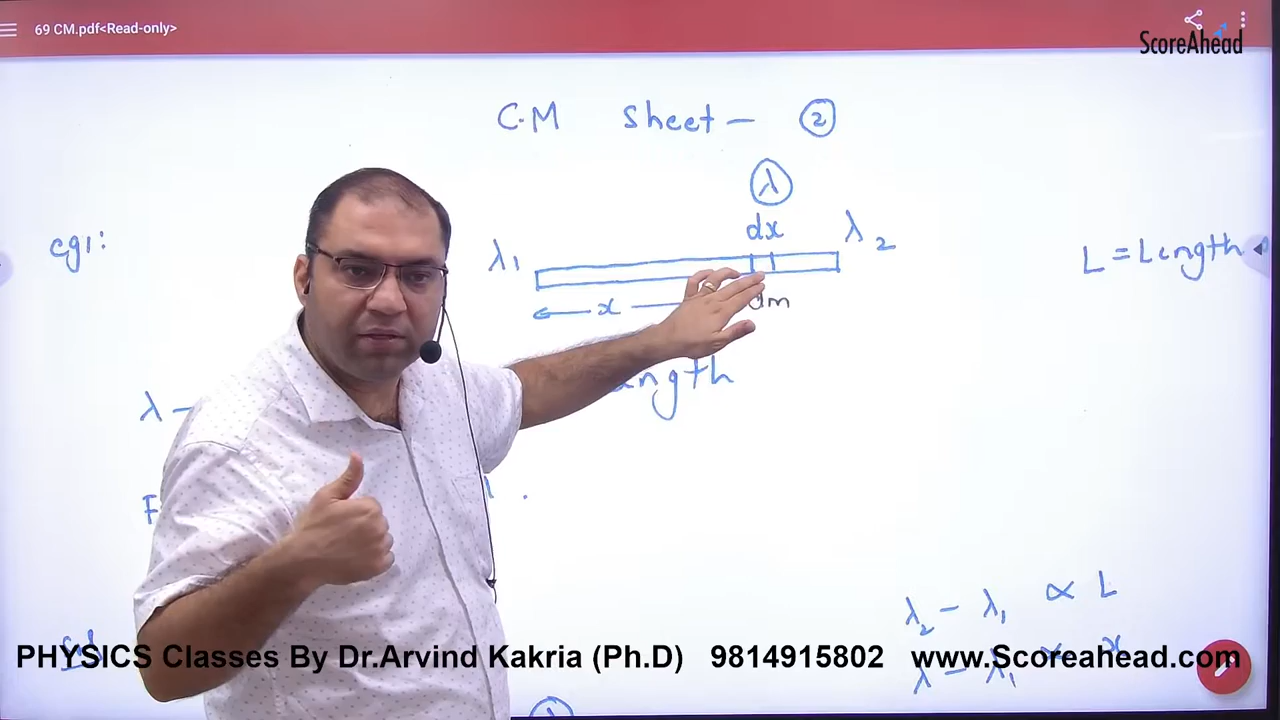 69 CM.pdf<Read-only>
ScoreAhead
C.M Sheet - ②
λ
dx
eg1:
λ1
λ2
L = Length
x
dm
λ -
λ2 - λ1 ∝ L
λ - λ1 ∝ x
PHYSICS Classes By Dr.Arvind Kakria (Ph.D) 9814915802 www.Scoreahead.com
λ